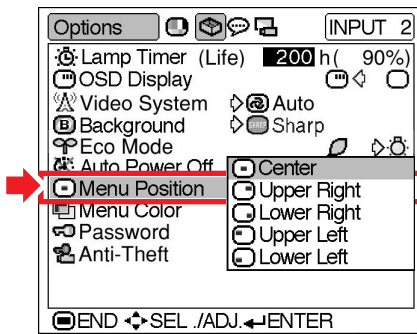 Options INPUT 2
Lamp Timer (Life) 200 h( 90%)
OSD Display
Video System Auto
B Background SHARP Sharp
Eco Mode
Auto Power Off
Center
Menu Position
Upper Right
Menu Color
Lower Right
Password
Upper Left
Anti-Theft
Lower Left
END SEL ./ADJ. ENTER